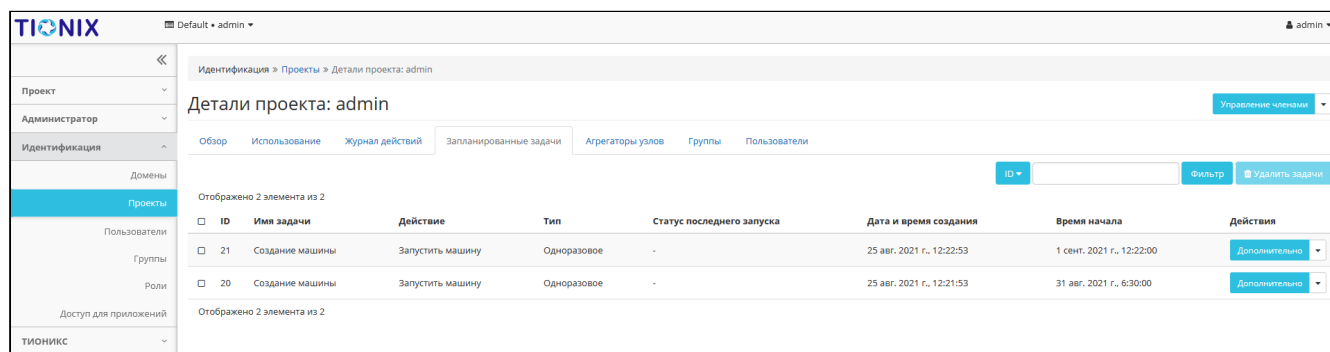 TIONIX
Default • admin
admin
Идентификация » Проекты » Детали проекта: admin
Проект
Администратор
Идентификация
Домены
Проекты
Пользователи
Группы
Роли
Доступ для приложений
ТИОНИКС
Детали проекта: admin
Управление членами
Обзор Использование Журнал действий Запланированные задачи Агрегаторы узлов Группы Пользователи
ID Фильтр Удалить задачи
Отображено 2 элемента из 2
ID Имя задачи Действие Тип Статус последнего запуска Дата и время создания Время начала Действия
21 Создание машины Запустить машину Одноразовое - 25 авг. 2021 г., 12:22:53 1 сент. 2021 г., 12:22:00 Дополнительно
20 Создание машины Запустить машину Одноразовое - 25 авг. 2021 г., 12:21:53 31 авг. 2021 г., 6:30:00 Дополнительно
Отображено 2 элемента из 2